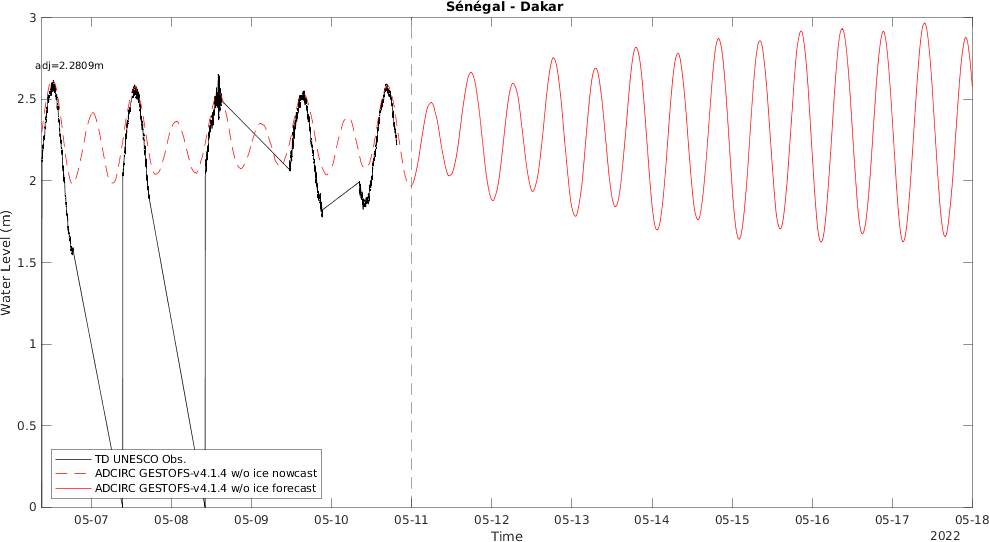 Sénégal - Dakar
adj=2.2809m
3
2.5
2
1.5
1
0.5
0
Water Level (m)
TD UNESCO Obs.
ADCIRC GESTOFS-v4.1.4 w/o ice nowcast
ADCIRC GESTOFS-v4.1.4 w/o ice forecast
05-07 05-08 05-09 05-10 05-11 05-12 05-13 05-14 05-15 05-16 05-17 05-18
Time
2022